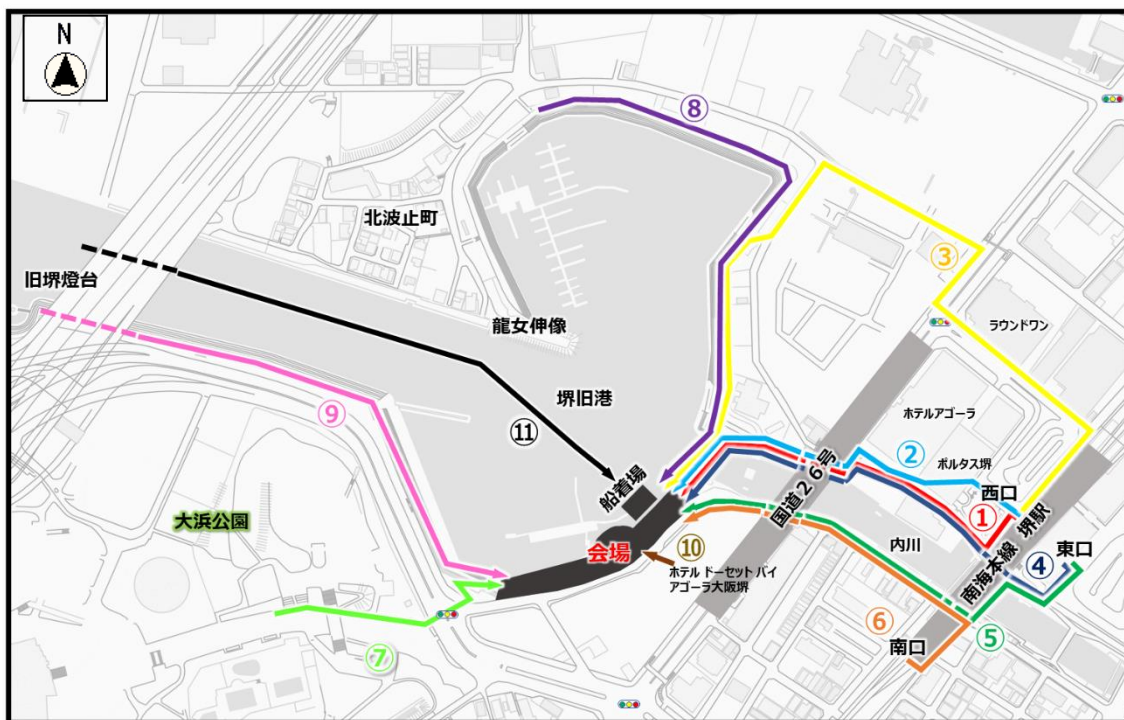 N
⑧
北波止町
③
旧堺燈台
龍女伸像
ラウンドワン
⑨
堺旧港
⑪
ホテルアゴーラ
②
ポルタス堺
国道26号
船着場
西口
大浜公園
①
堺駅
会場
⑩
内川
南海本線
東口
④
ホテル ドーセット バイ
アゴーラ大阪堺
⑥
⑤
南口
⑦